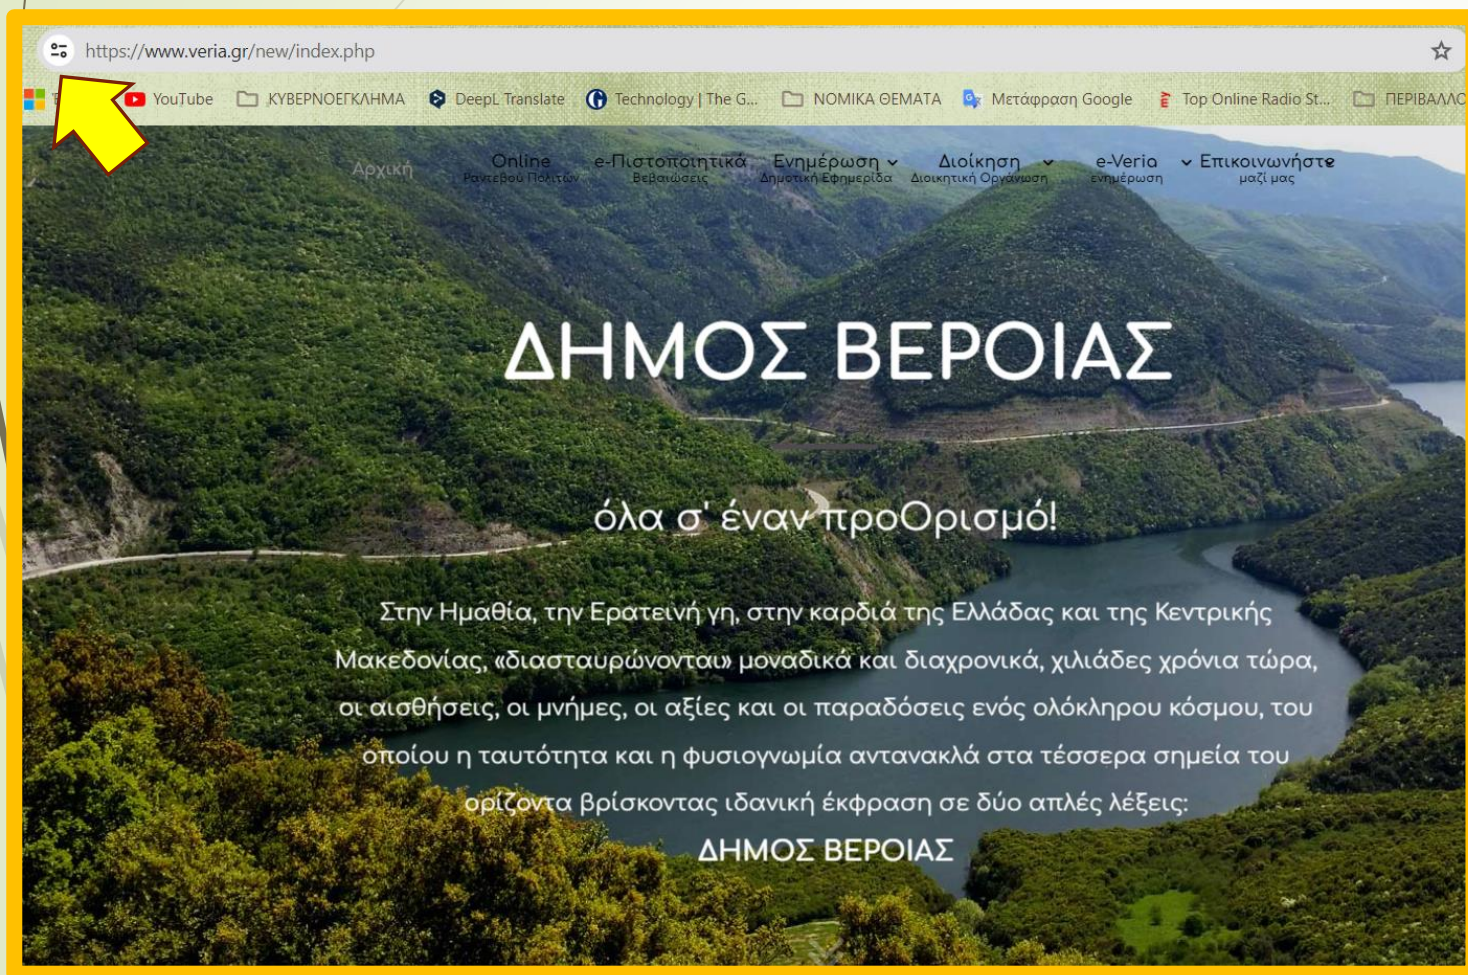 https://www.veria.gr/new/index.php
YouTube ΚΥΒΕΡΝΟΕΓΚΛΗΜΑ DeepL Translate Technology | The G... ΝΟΜΙΚΑ ΘΕΜΑΤΑ Μετάφραση Google Top Online Radio St... ΠΕΡΙΒΑΛΛΟ
Αρχική Online e-Πιστοποιητικά Ενημέρωση Διοίκηση e-Veria Επικοινωνήστε
Ραντεβού Πολιτών Βεβαιώσεις Δημοτική Εφημερίδα Διοικητική Οργάνωση ενημέρωση μαζί μας
ΔΗΜΟΣ ΒΕΡΟΙΑΣ
όλα σ' έναν προΟρισμό!
Στην Ημαθία, την Ερατεινή γη, στην καρδιά της Ελλάδας και της Κεντρικής
Μακεδονίας, «διασταυρώνονται» μοναδικά και διαχρονικά, χιλιάδες χρόνια τώρα,
οι αισθήσεις, οι μνήμες, οι αξίες και οι παραδόσεις ενός ολόκληρου κόσμου, του
οποίου η ταυτότητα και η φυσιογνωμία αντανακλά στα τέσσερα σημεία του
ορίζοντα βρίσκοντας ιδανική έκφραση σε δύο απλές λέξεις:
ΔΗΜΟΣ ΒΕΡΟΙΑΣ